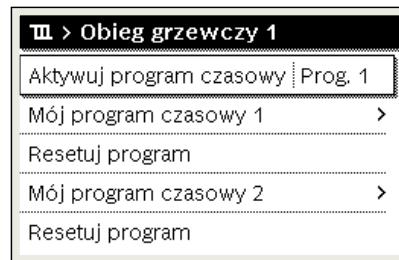 > Obieg grzewczy 1
Aktywuj program czasowy Prog. 1
Mój program czasowy 1 >
Resetuj program
Mój program czasowy 2 >
Resetuj program